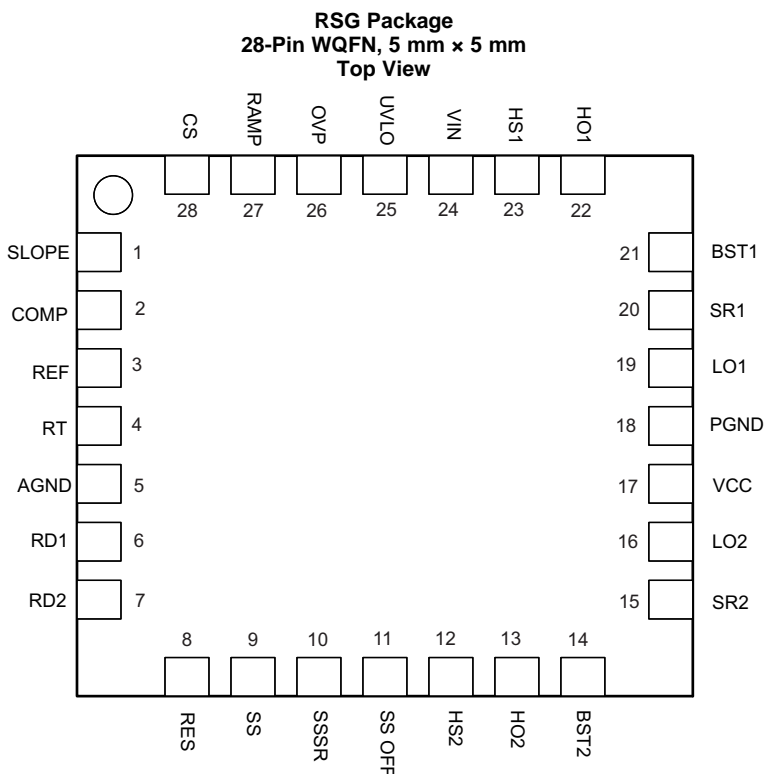 RSG Package
28-Pin WQFN, 5 mm × 5 mm
Top View
CS
RAMP
OVP
UVLO
VIN
HS1
HO1
28
27
26
25
24
23
22
SLOPE 1
COMP 2
REF 3
RT 4
AGND 5
RD1 6
RD2 7
21 BST1
20 SR1
19 LO1
18 PGND
17 VCC
16 LO2
15 SR2
8
9
10
11
12
13
14
RES
SS
SSSR
SS OFF
HS2
HO2
BST2